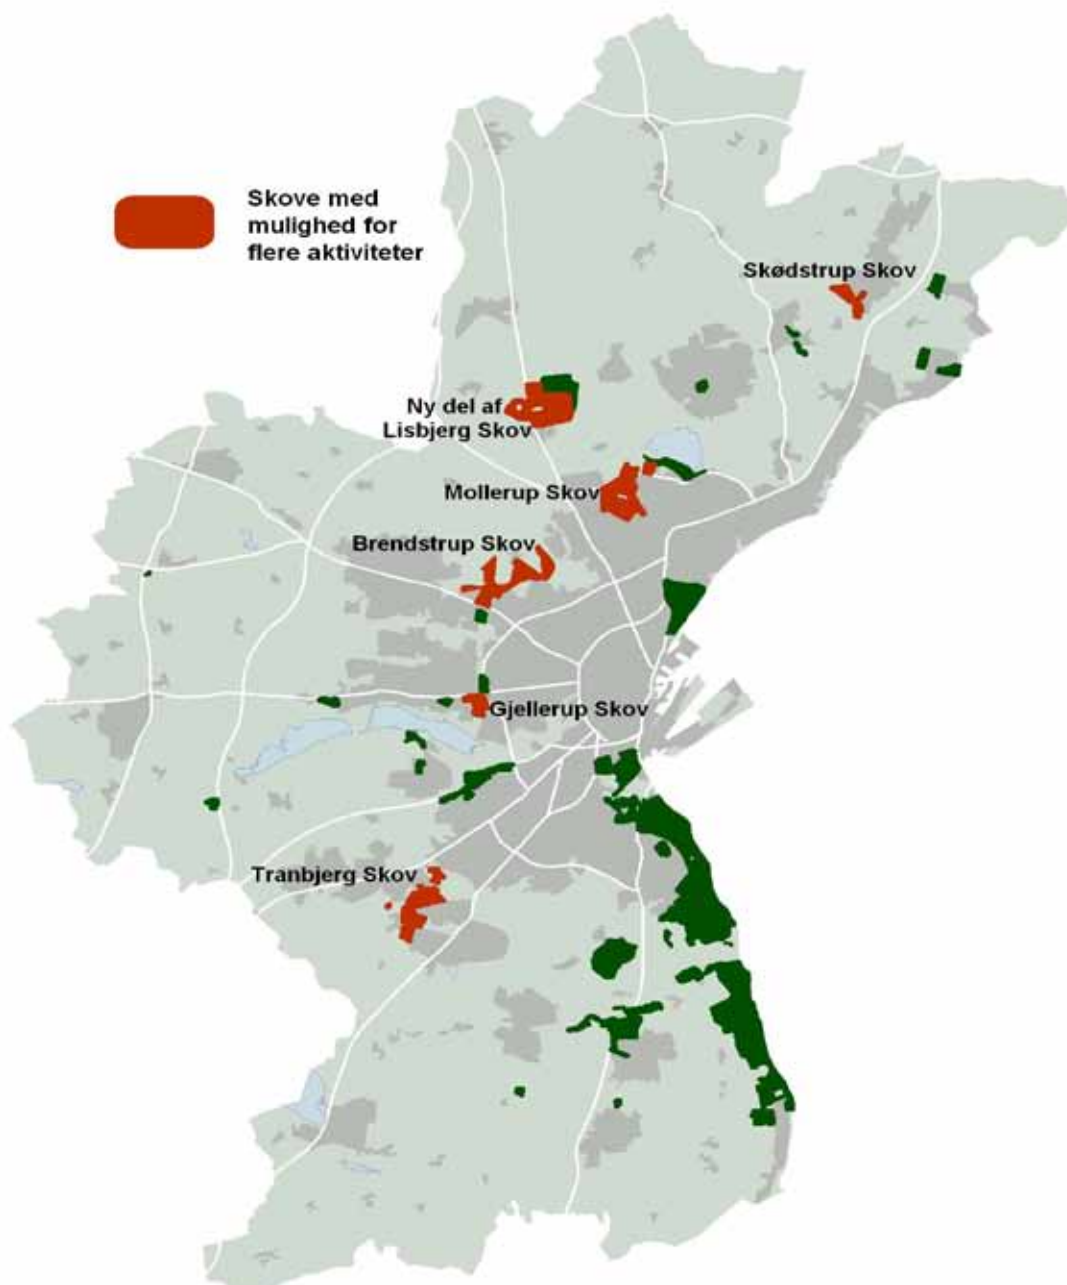 Skove med
mulighed for
flere aktiviteter
Skødstrup Skov
Ny del af
Lisbjerg Skov
Mollerup Skov
Brendstrup Skov
Gjellerup Skov
Tranbjerg Skov